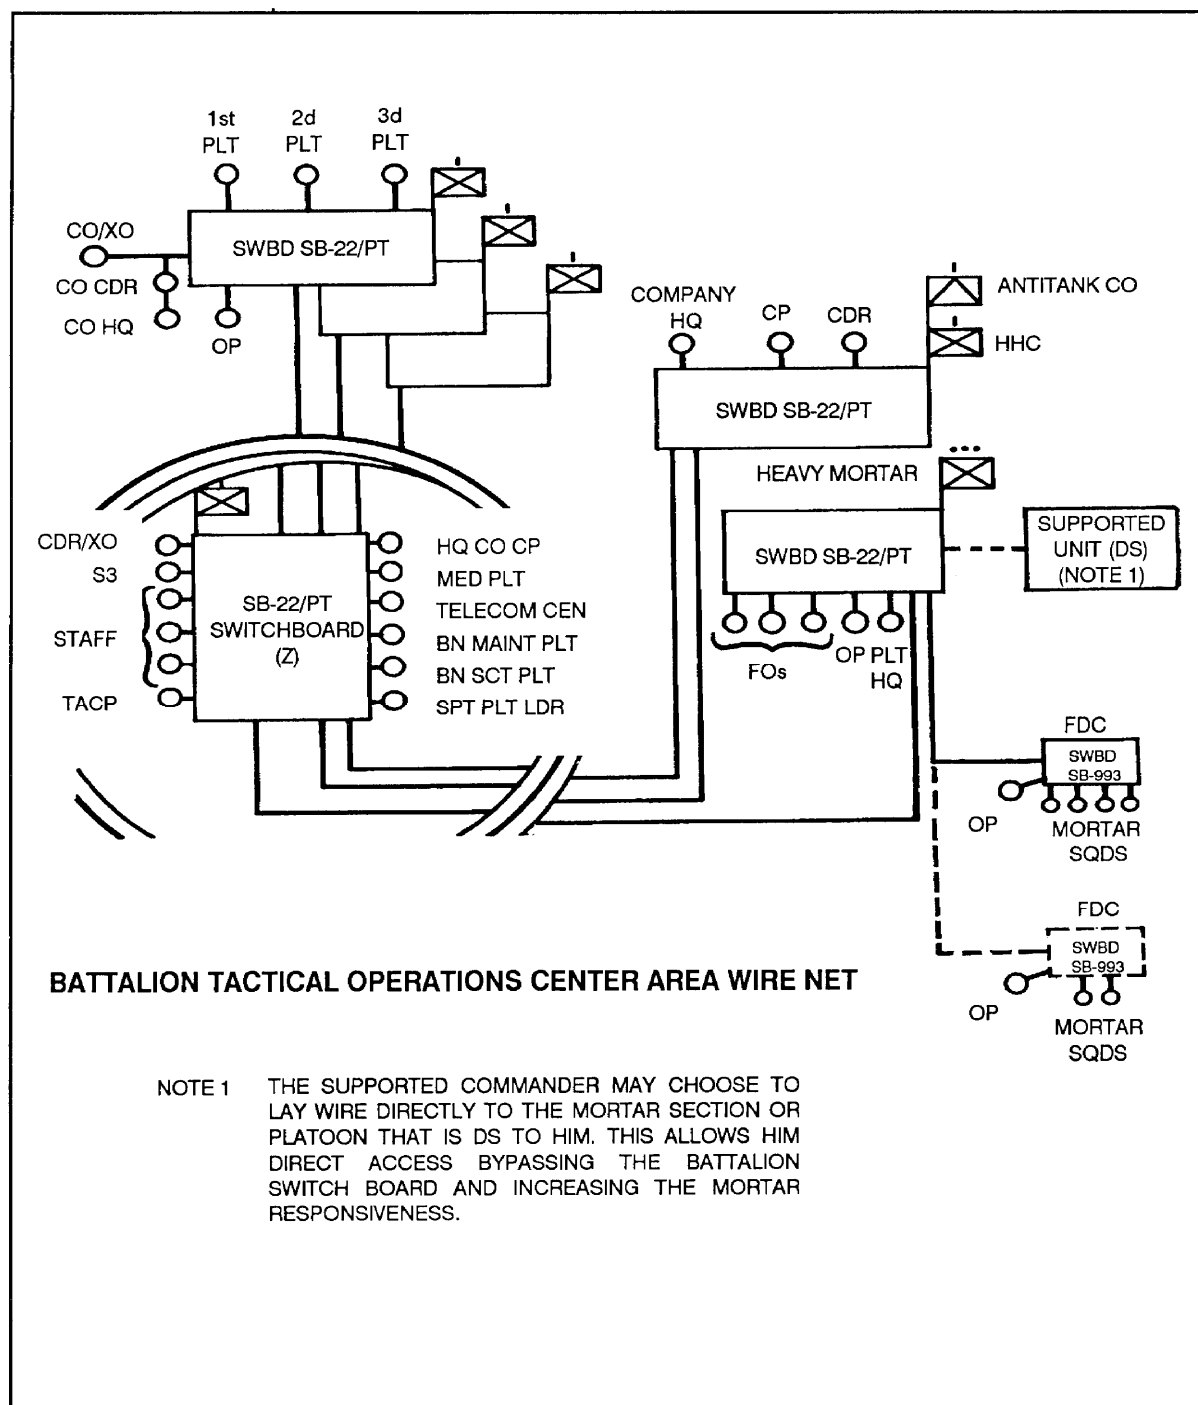 1st
PLT
2d
PLT
3d
PLT
CO/XO
SWBD SB-22/PT
CO CDR
CO HQ
OP
COMPANY
HQ
CP
CDR
ANTITANK CO
HHC
SWBD SB-22/PT
HEAVY MORTAR
SWBD SB-22/PT
SUPPORTED
UNIT (DS)
(NOTE 1)
FOs
OP PLT
HQ
CDR/XO
S3
STAFF
TACP
SB-22/PT
SWITCHBOARD
(Z)
HQ CO CP
MED PLT
TELECOM CEN
BN MAINT PLT
BN SCT PLT
SPT PLT LDR
FDC
SWBD
SB-993
OP
MORTAR
SQDS
FDC
SWBD
SB-993
OP
MORTAR
SQDS
BATTALION TACTICAL OPERATIONS CENTER AREA WIRE NET
NOTE 1 THE SUPPORTED COMMANDER MAY CHOOSE TO
LAY WIRE DIRECTLY TO THE MORTAR SECTION OR
PLATOON THAT IS DS TO HIM. THIS ALLOWS HIM
DIRECT ACCESS BYPASSING THE BATTALION
SWITCH BOARD AND INCREASING THE MORTAR
RESPONSIVENESS.